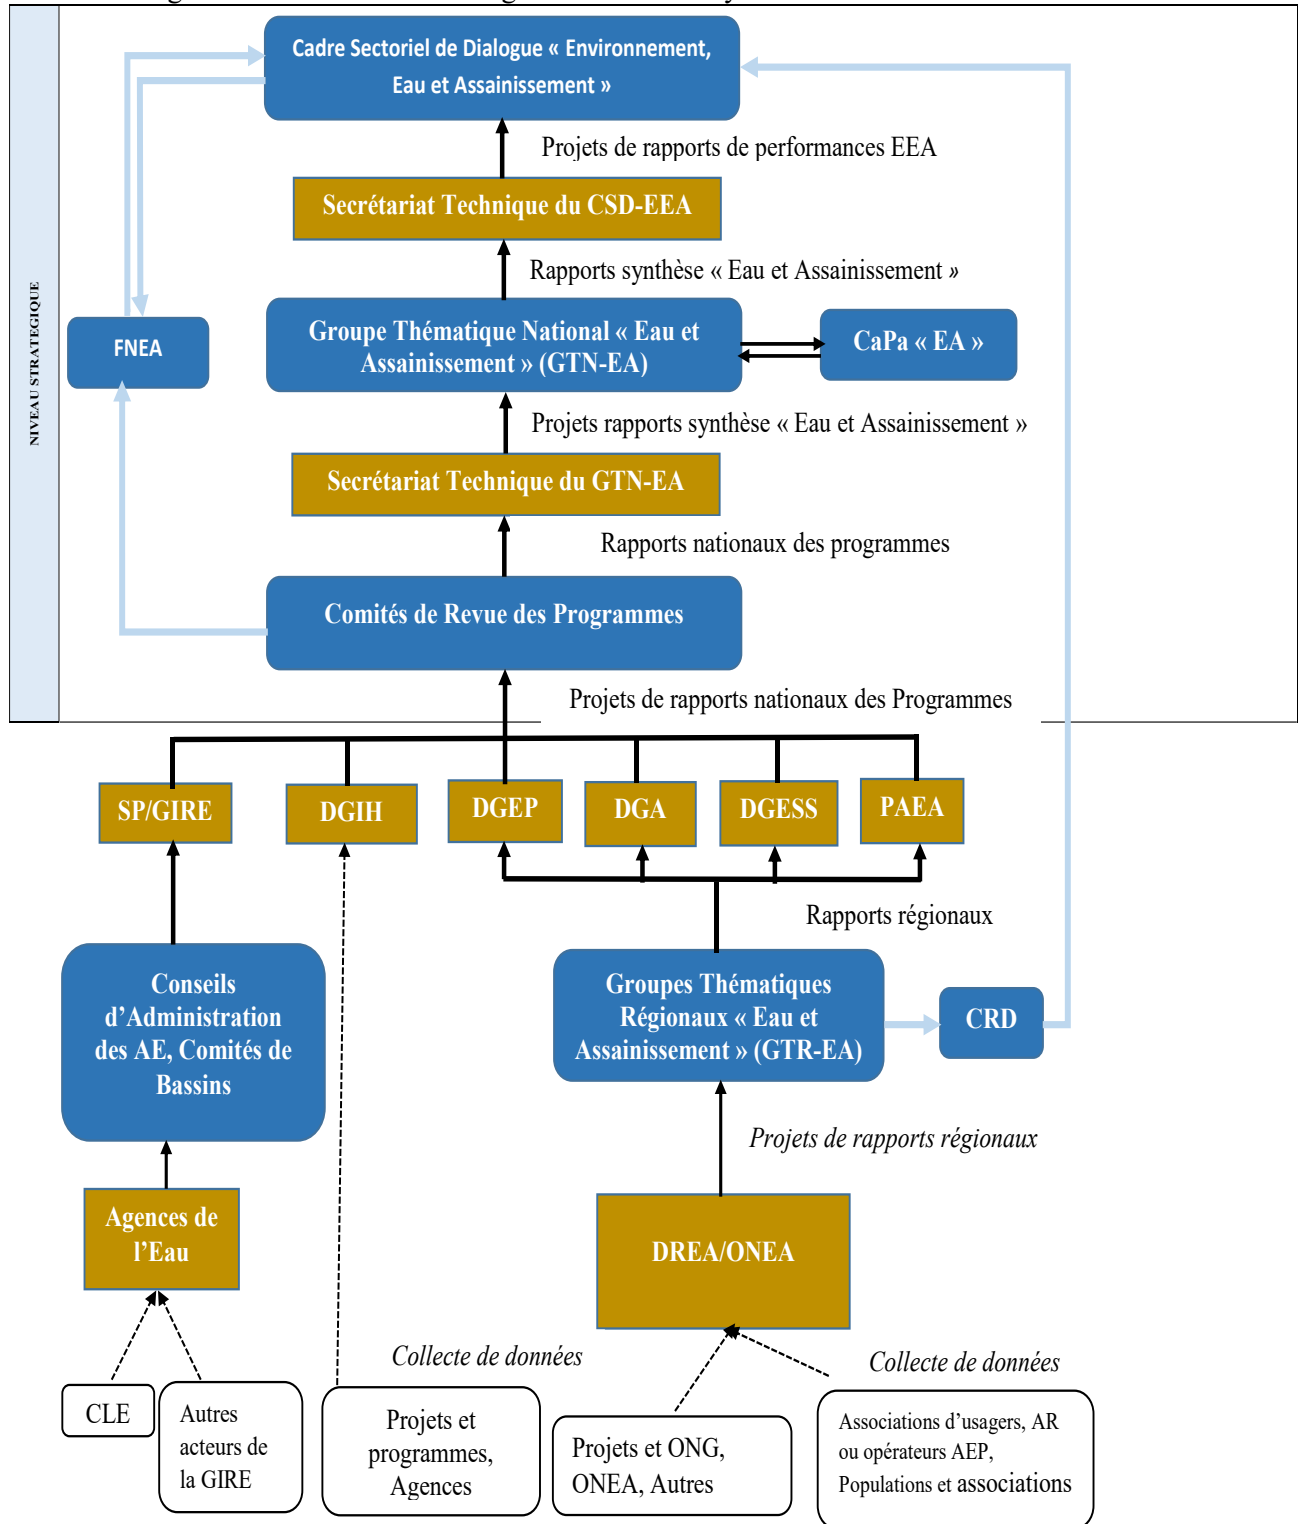 Cadre Sectoriel de Dialogue « Environnement,
Eau et Assainissement »
Projets de rapports de performances EEA
Secrétariat Technique du CSD-EEA
Rapports synthèse « Eau et Assainissement »
NIVEAU STRATEGIQUE
FNEA
Groupe Thématique National « Eau et
Assainissement » (GTN-EA)
CaPa « EA »
Projets rapports synthèse « Eau et Assainissement »
Secrétariat Technique du GTN-EA
Rapports nationaux des programmes
Comités de Revue des Programmes
Projets de rapports nationaux des Programmes
SP/GIRE
DGIH
DGEP
DGA
DGESS
PAEA
Rapports régionaux
Conseils
d’Administration
des AE, Comités de
Bassins
Groupes Thématiques
Régionaux « Eau et
Assainissement » (GTR-EA)
CRD
Projets de rapports régionaux
Agences de
l’Eau
DREA/ONEA
Collecte de données
Collecte de données
CLE
Autres
acteurs de
la GIRE
Projets et
programmes,
Agences
Projets et ONG,
ONEA, Autres
Associations d’usagers, AR
ou opérateurs AEP,
Populations et associations